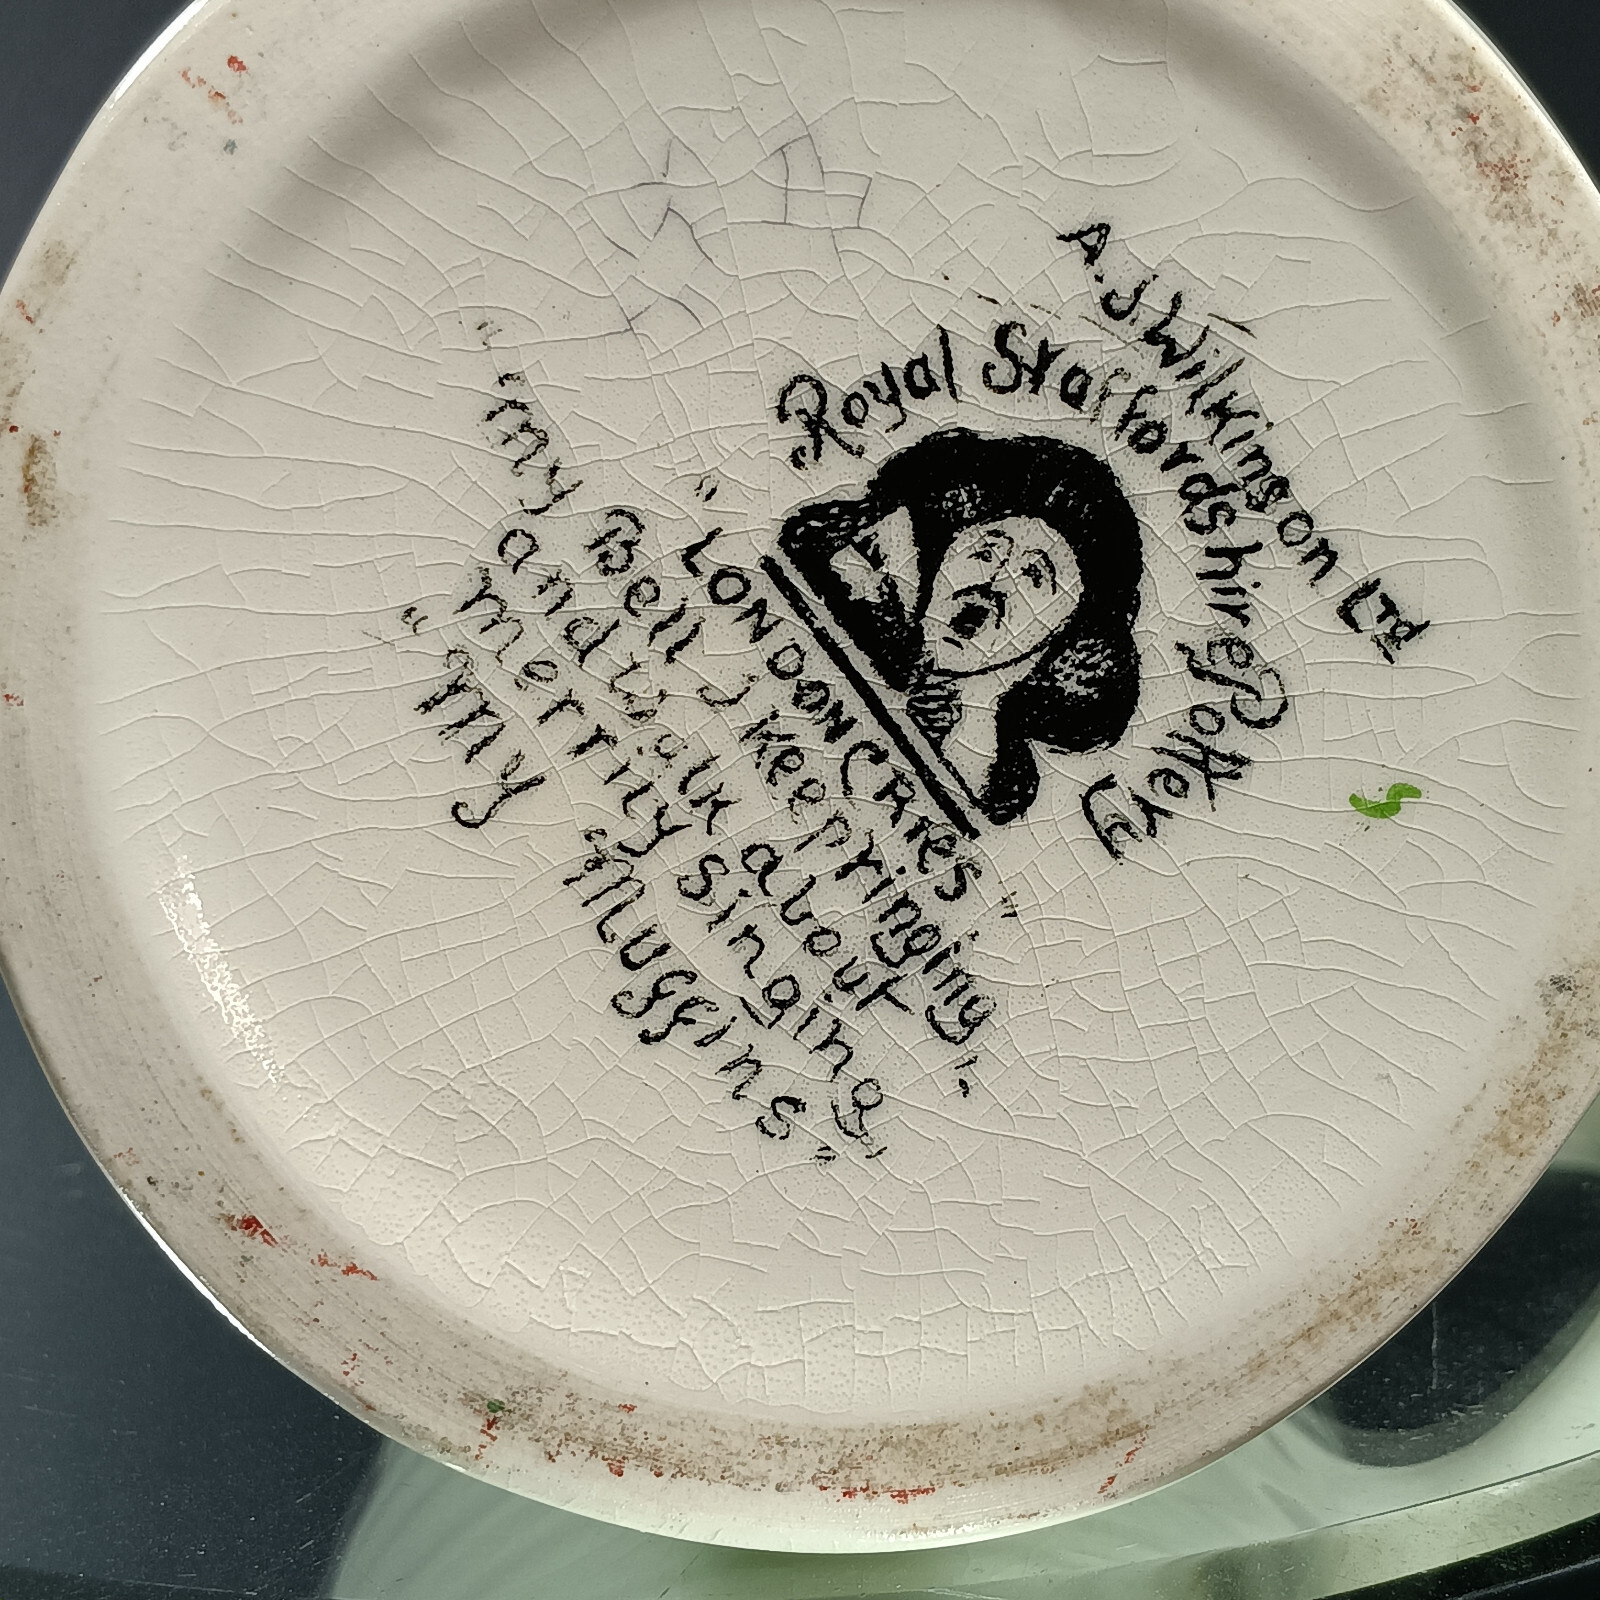 A.J. Wilkinson Ltd
Royal Staffordshire Pottery
"LONDON CRIES"
"my Bell I keep ringing"
and walk about
merrily singing"
"my "Muffins"